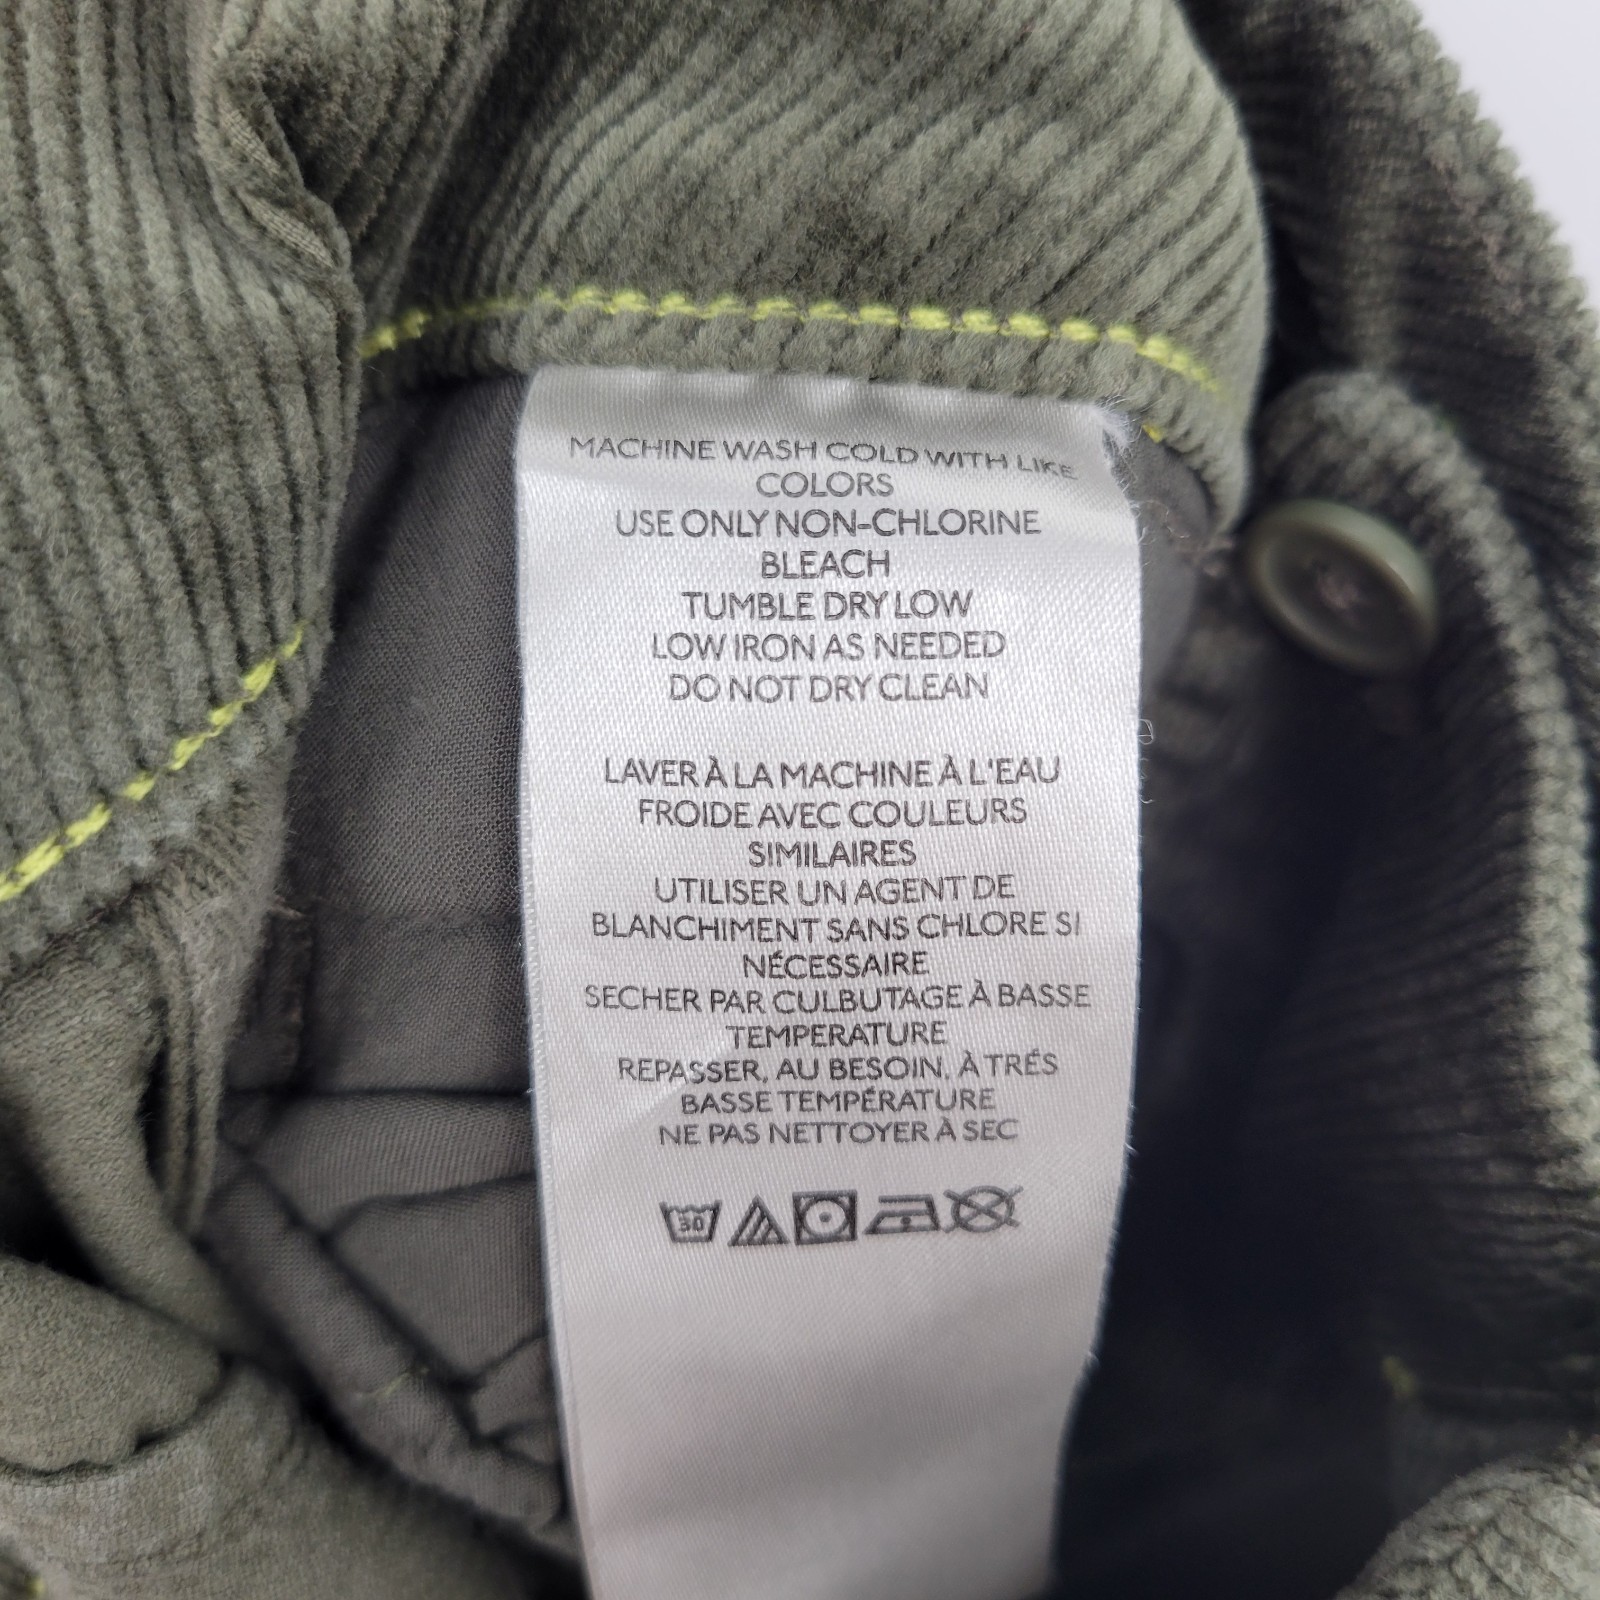 MACHINE WASH COLD WITH LIKE
COLORS
USE ONLY NON-CHLORINE
BLEACH
TUMBLE DRY LOW
LOW IRON AS NEEDED
DO NOT DRY CLEAN
LAVER À LA MACHINE À L'EAU
FROIDE AVEC COULEURS
SIMILAIRES
UTILISER UN AGENT DE
BLANCHIMENT SANS CHLORE SI
NÉCESSAIRE
SECHER PAR CULBUTAGE À BASSE
TEMPERATURE
REPASSER, AU BESOIN, À TRÉS
BASSE TEMPÉRATURE
NE PAS NETTOYER À SEC
30